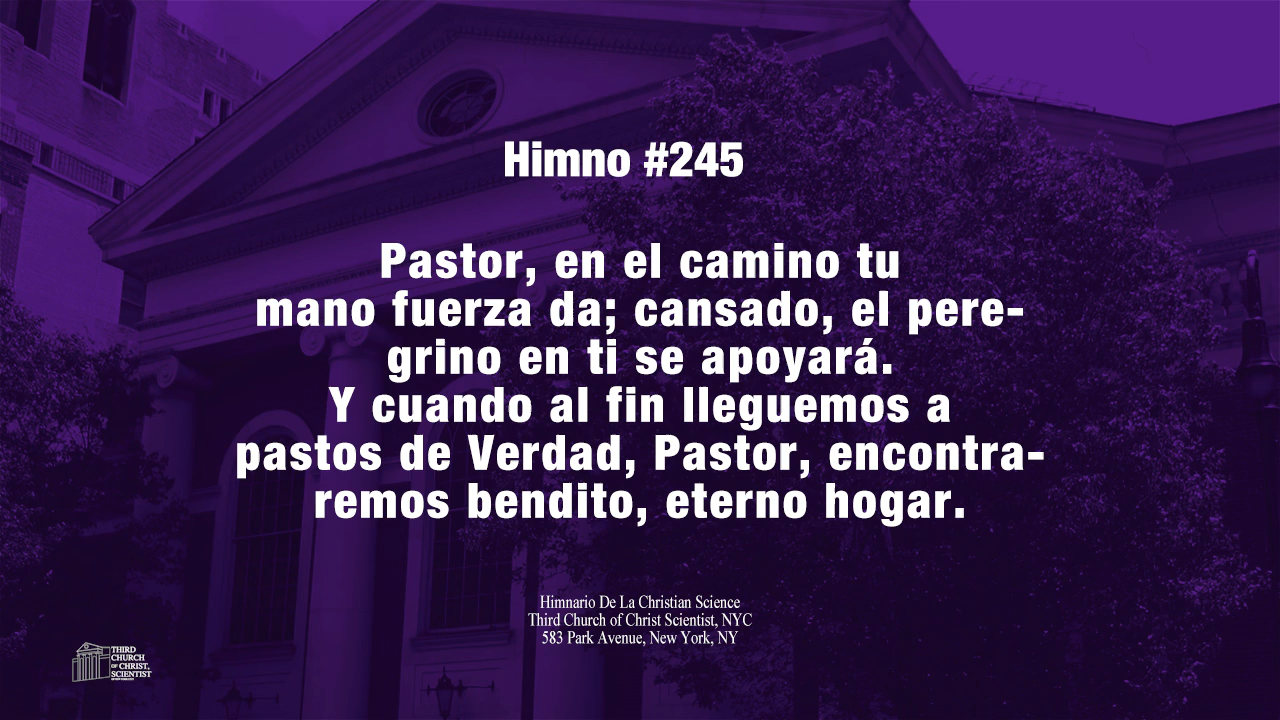 Himno #245
Pastor, en el camino tu
mano fuerza da; cansado, el pere-
grino en ti se apoyará.
Y cuando al fin lleguemos a
pastos de Verdad, Pastor, encontra-
remos bendito, eterno hogar.
Himnario De La Christian Science
Third Church of Christ Scientist, NYC
583 Park Avenue, New York, NY
THIRD
CHURCH
OF CHRIST,
SCIENTIST